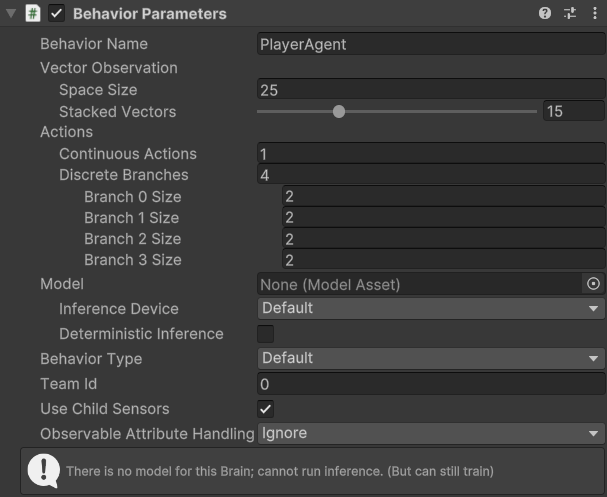 # Behavior Parameters
Behavior Name PlayerAgent
Vector Observation
Space Size 25
Stacked Vectors 15
Actions
Continuous Actions 1
Discrete Branches 4
Branch 0 Size 2
Branch 1 Size 2
Branch 2 Size 2
Branch 3 Size 2
Model None (Model Asset)
Inference Device Default
Deterministic Inference
Behavior Type Default
Team Id 0
Use Child Sensors
Observable Attribute Handling Ignore
There is no model for this Brain; cannot run inference. (But can still train)